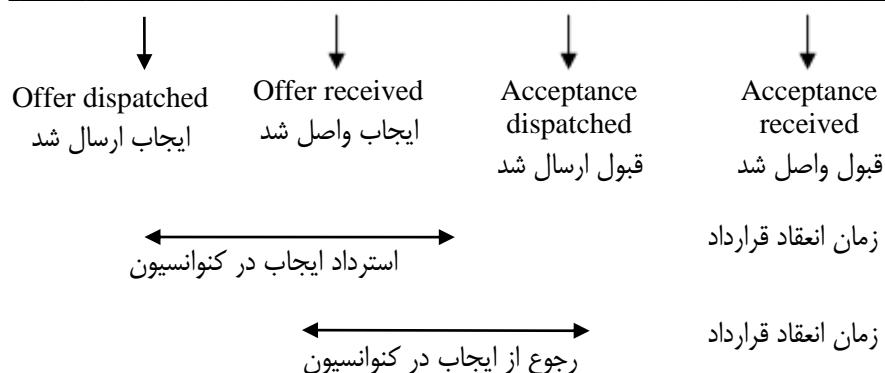 Offer dispatched
ایجاب ارسال شد
Offer received
ایجاب واصل شد
Acceptance
dispatched
قبول ارسال شد
Acceptance
received
قبول واصل شد
زمان انعقاد قرارداد
استرداد ایجاب در کنوانسیون
زمان انعقاد قرارداد
رجوع از ایجاب در کنوانسیون